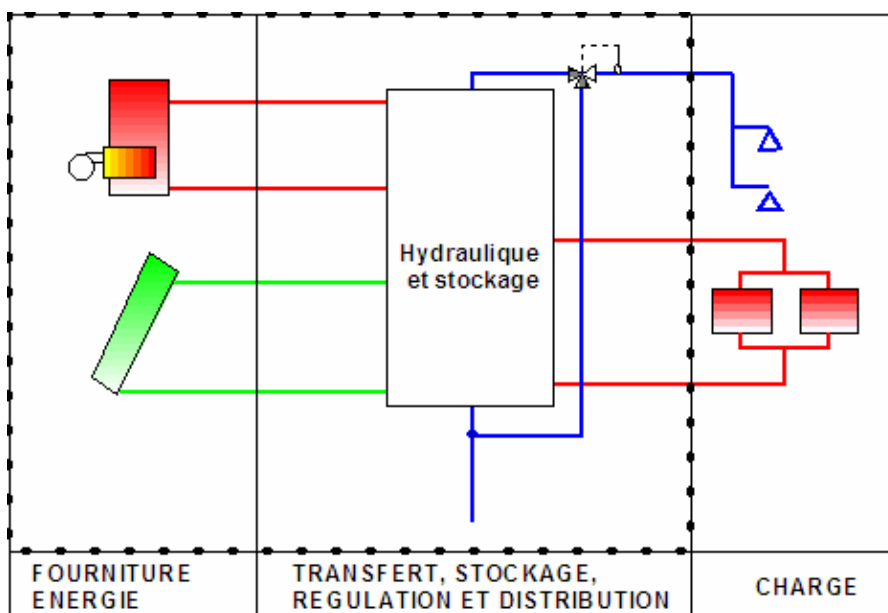 Hydraulique
et stockage
FOURNITURE
ENERGIE
TRANSFERT, STOCKAGE,
REGULATION ET DISTRIBUTION
CHARGE